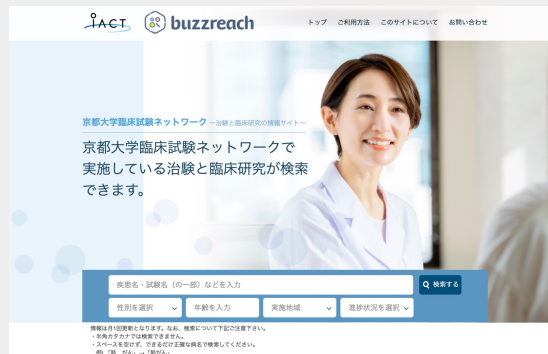 iACT buzzreach トップ ご利用方法 このサイトについて お問い合わせ
京都大学臨床試験ネットワーク ー治験と臨床研究の情報サイトー
京都大学臨床試験ネットワークで
実施している治験と臨床研究が検索
できます。
疾患名・試験名（の一部）などを入力 検索する
性別を選択 年齢を入力 実施地域 進捗状況を選択
情報は月1回更新となります。なお、検索について下記ご注意下さい。
・半角カタカナでは検索できません。
・スペースを空けず、できるだけ正確な病名で検索してください。
例)「肺　がん」→「肺がん」